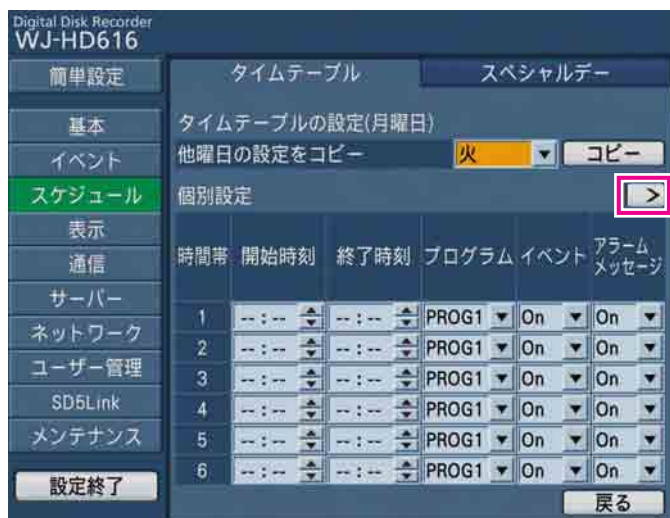 Digital Disk Recorder
WJ-HD616
簡単設定
基本
イベント
スケジュール
表示
通信
サーバー
ネットワーク
ユーザー管理
SD5Link
メンテナンス
設定終了
タイムテーブル スペシャルデー
タイムテーブルの設定(月曜日)
他曜日の設定をコピー 火 コピー
個別設定 >
時間帯 開始時刻 終了時刻 プログラム イベント アラームメッセージ
1 --:-- --:-- PROG1 On On
2 --:-- --:-- PROG1 On On
3 --:-- --:-- PROG1 On On
4 --:-- --:-- PROG1 On On
5 --:-- --:-- PROG1 On On
6 --:-- --:-- PROG1 On On
戻る